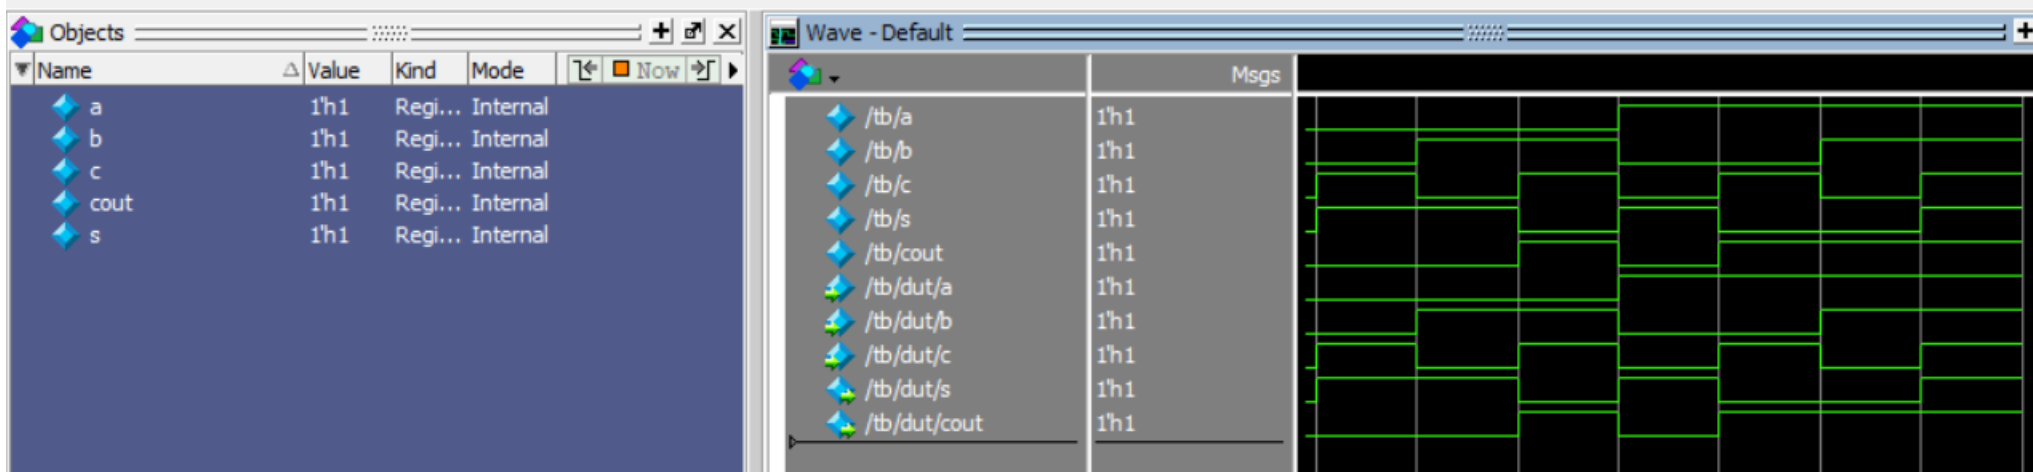 Objects
Name Value Kind Mode Now
a 1'h1 Regi... Internal
b 1'h1 Regi... Internal
c 1'h1 Regi... Internal
cout 1'h1 Regi... Internal
s 1'h1 Regi... Internal
Wave - Default
Msgs
/tb/a 1'h1
/tb/b 1'h1
/tb/c 1'h1
/tb/s 1'h1
/tb/cout 1'h1
/tb/dut/a 1'h1
/tb/dut/b 1'h1
/tb/dut/c 1'h1
/tb/dut/s 1'h1
/tb/dut/cout 1'h1